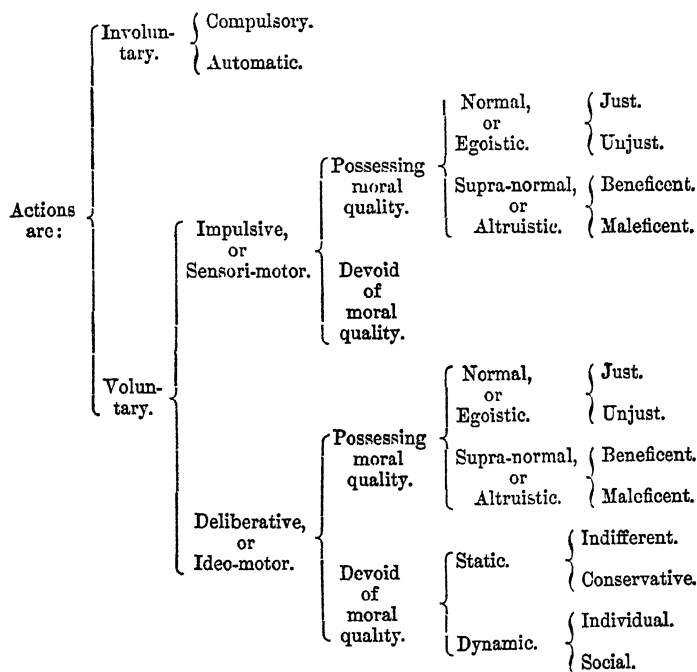 Actions
are:
Involun-
tary.
Compulsory.
Automatic.
Volun-
tary.
Impulsive,
or
Sensori-motor.
Possessing
moral
quality.
Normal,
or
Egoistic.
Just.
Unjust.
Supra-normal,
or
Altruistic.
Beneficent.
Maleficent.
Devoid
of
moral
quality.
Deliberative,
or
Ideo-motor.
Possessing
moral
quality.
Normal,
or
Egoistic.
Just.
Unjust.
Supra-normal,
or
Altruistic.
Beneficent.
Maleficent.
Devoid
of
moral
quality.
Static.
Indifferent.
Conservative.
Dynamic.
Individual.
Social.